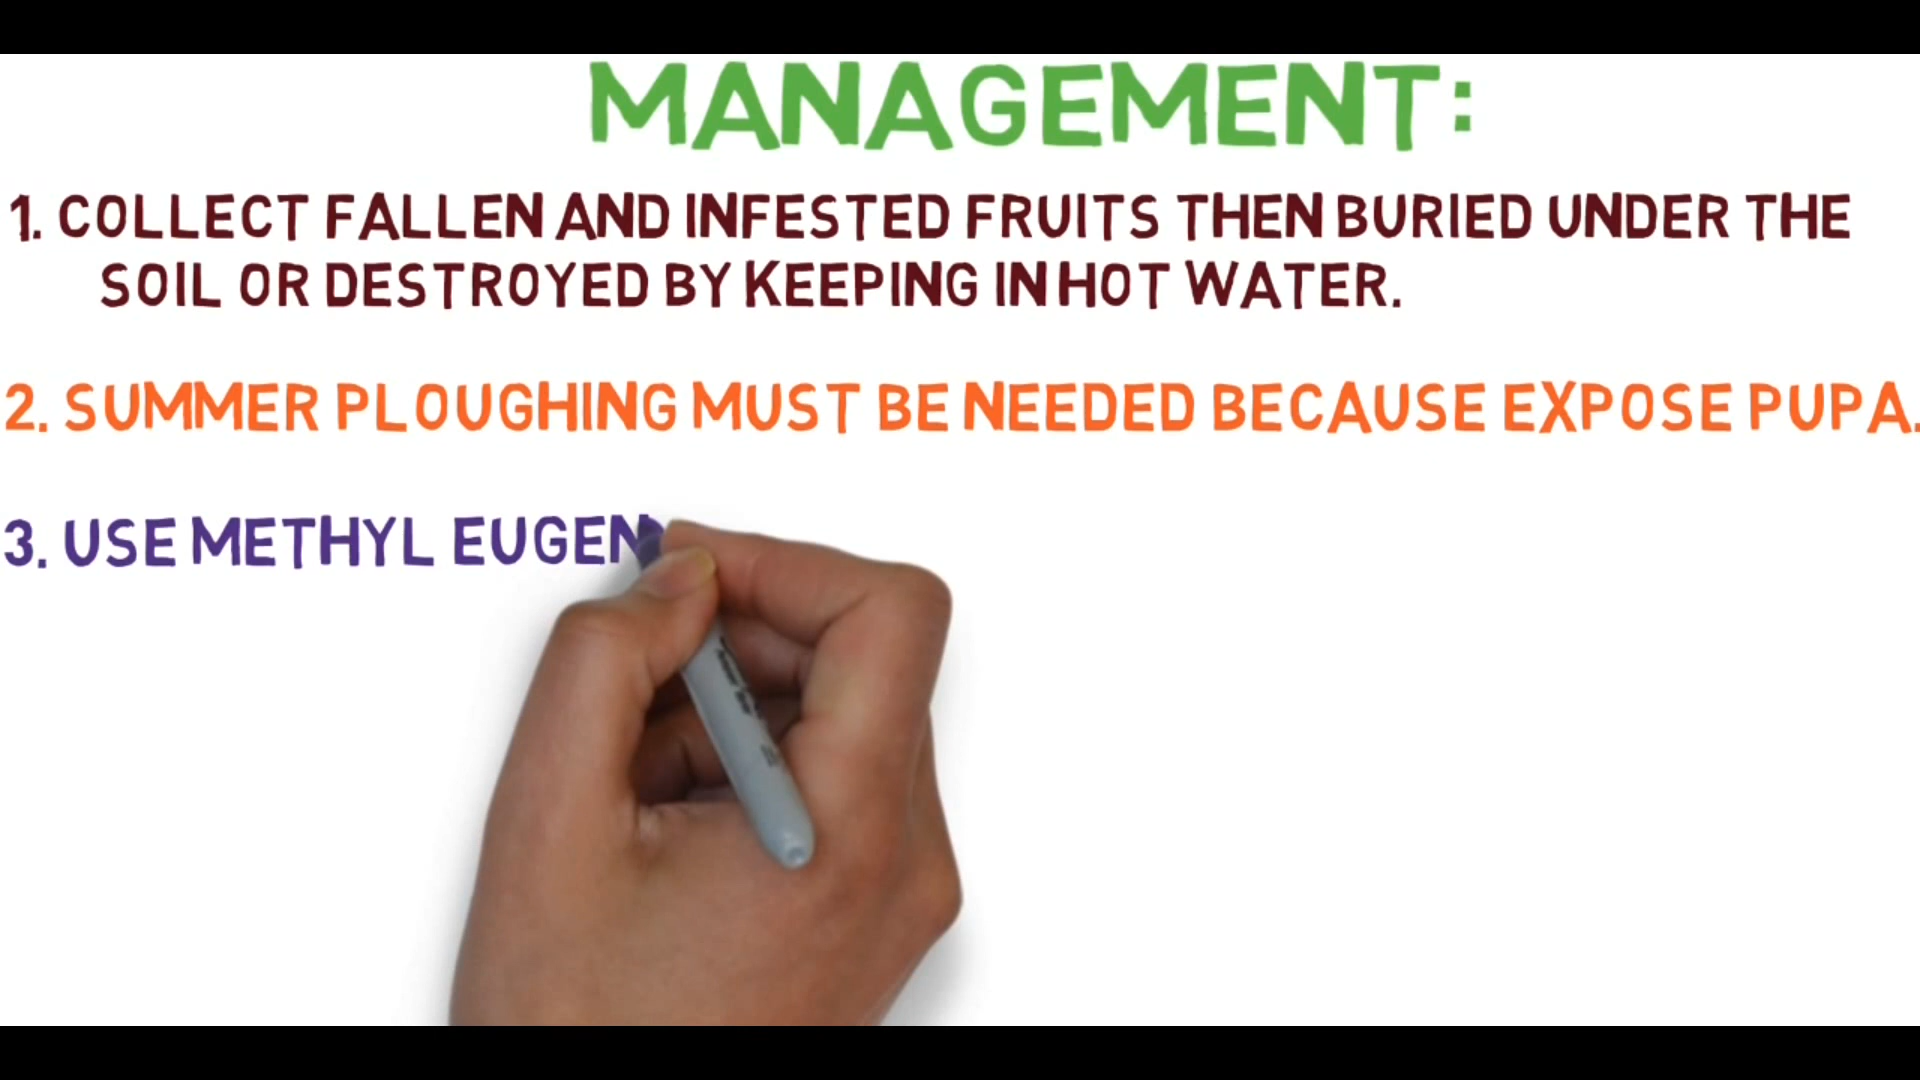 MANAGEMENT:
1. COLLECT FALLEN AND INFESTED FRUITS THEN BURIED UNDER THE
SOIL OR DESTROYED BY KEEPING IN HOT WATER.
2. SUMMER PLOUGHING MUST BE NEEDED BECAUSE EXPOSE PUPA.
3. USE METHYL EUGEN